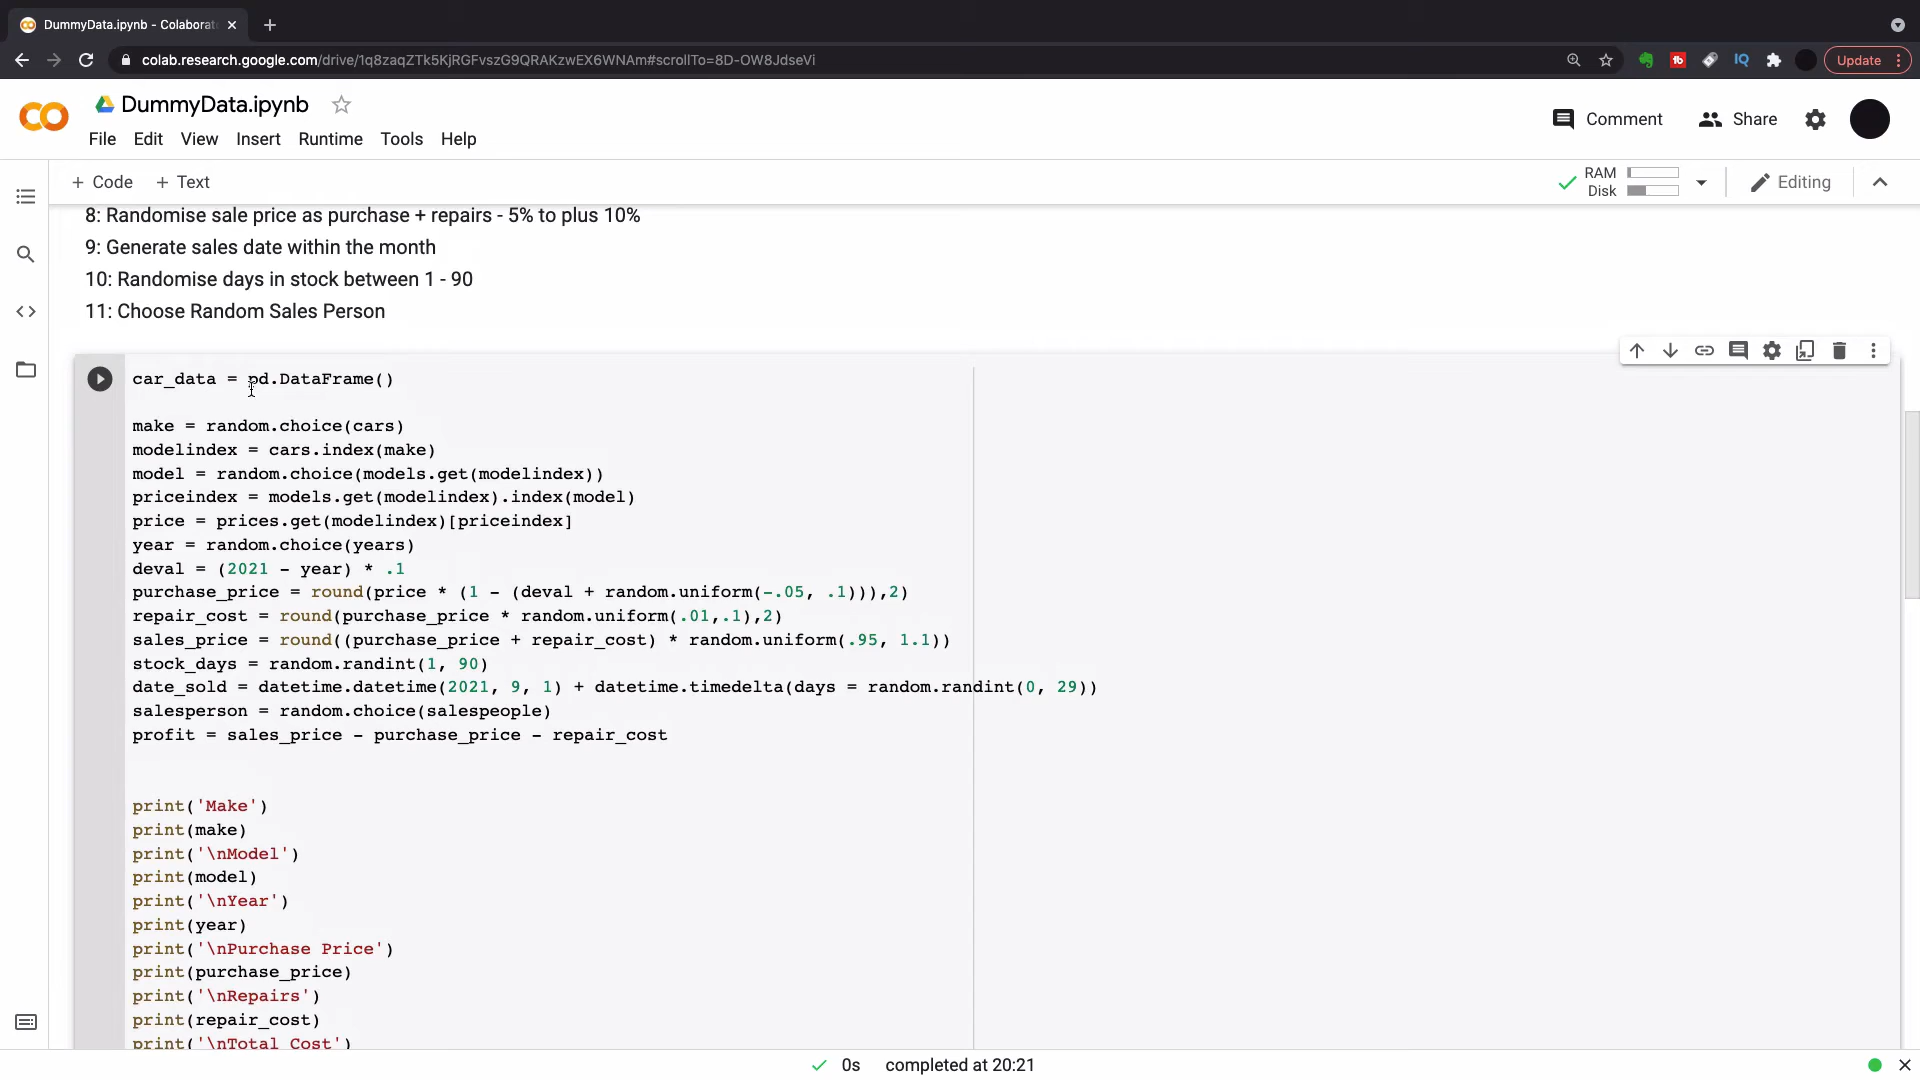 DummyData.ipynb - Colaborat
colab.research.google.com/drive/1q8zaqZTk5KjRGFvszG9QRAKzwEX6WNAm#scrollTo=8D-OW8JdseVi
Update
DummyData.ipynb
File Edit View Insert Runtime Tools Help
Comment Share
+ Code + Text
RAM
Disk
Editing
8: Randomise sale price as purchase + repairs - 5% to plus 10%
9: Generate sales date within the month
10: Randomise days in stock between 1 - 90
11: Choose Random Sales Person
car_data = pd.DataFrame()
make = random.choice(cars)
modelindex = cars.index(make)
model = random.choice(models.get(modelindex))
priceindex = models.get(modelindex).index(model)
price = prices.get(modelindex)[priceindex]
year = random.choice(years)
deval = (2021 - year) * .1
purchase_price = round(price * (1 - (deval + random.uniform(-.05, .1))),2)
repair_cost = round(purchase_price * random.uniform(.01,.1),2)
sales_price = round((purchase_price + repair_cost) * random.uniform(.95, 1.1))
stock_days = random.randint(1, 90)
date_sold = datetime.datetime(2021, 9, 1) + datetime.timedelta(days = random.randint(0, 29))
salesperson = random.choice(salespeople)
profit = sales_price - purchase_price - repair_cost
print('Make')
print(make)
print('\nModel')
print(model)
print('\nYear')
print(year)
print('\nPurchase Price')
print(purchase_price)
print('\nRepairs')
print(repair_cost)
print('\nTotal Cost')
0s completed at 20:21